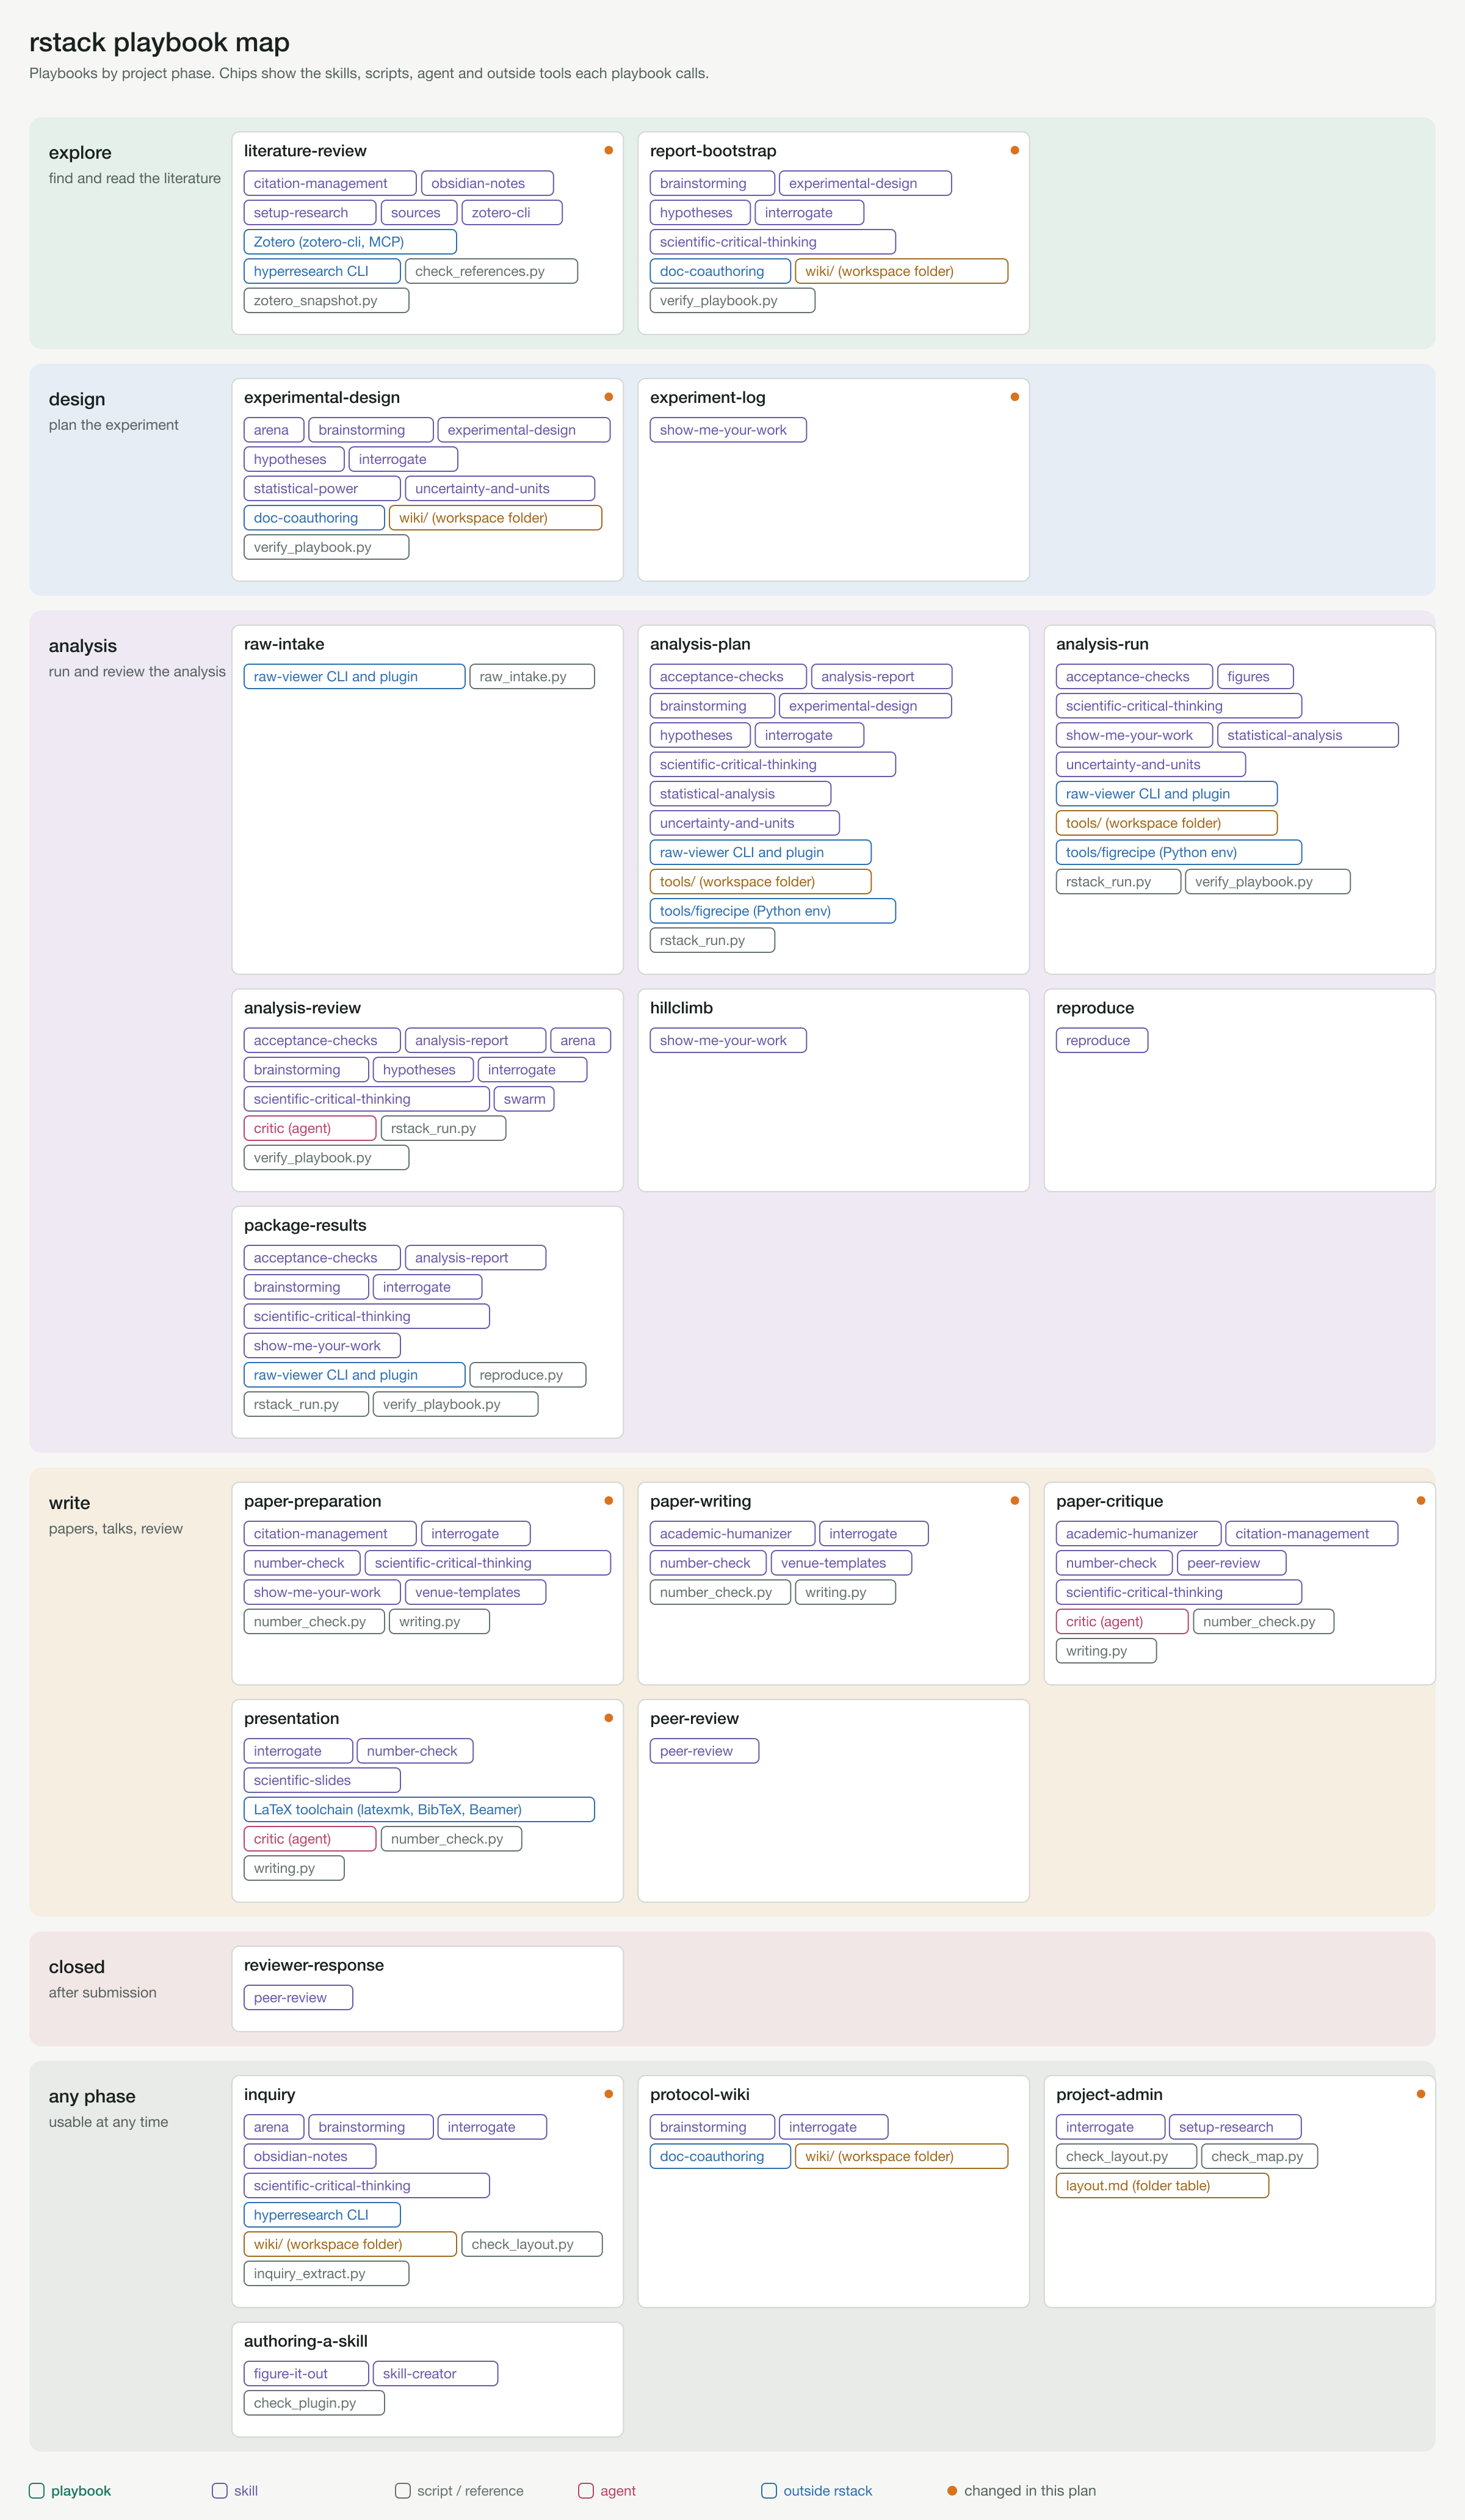 rstack playbook map
Playbooks by project phase. Chips show the skills, scripts, agent and outside tools each playbook calls.
explore
find and read the literature
literature-review
citation-management obsidian-notes
setup-research sources zotero-cli
Zotero (zotero-cli, MCP)
hyperresearch CLI check_references.py
zotero_snapshot.py
report-bootstrap
brainstorming experimental-design
hypotheses interrogate
scientific-critical-thinking
doc-coauthoring wiki/ (workspace folder)
verify_playbook.py
design
plan the experiment
experimental-design
arena brainstorming experimental-design
hypotheses interrogate
statistical-power uncertainty-and-units
doc-coauthoring wiki/ (workspace folder)
verify_playbook.py
experiment-log
show-me-your-work
analysis
run and review the analysis
raw-intake
raw-viewer CLI and plugin raw_intake.py
analysis-plan
acceptance-checks analysis-report
brainstorming experimental-design
hypotheses interrogate
scientific-critical-thinking
statistical-analysis
uncertainty-and-units
raw-viewer CLI and plugin
tools/ (workspace folder)
tools/figrecipe (Python env)
rstack_run.py
analysis-run
acceptance-checks figures
scientific-critical-thinking
show-me-your-work statistical-analysis
uncertainty-and-units
raw-viewer CLI and plugin
tools/ (workspace folder)
tools/figrecipe (Python env)
rstack_run.py verify_playbook.py
analysis-review
acceptance-checks analysis-report arena
brainstorming hypotheses interrogate
scientific-critical-thinking swarm
critic (agent) rstack_run.py
verify_playbook.py
hillclimb
show-me-your-work
reproduce
reproduce
package-results
acceptance-checks analysis-report
brainstorming interrogate
scientific-critical-thinking
show-me-your-work
raw-viewer CLI and plugin reproduce.py
rstack_run.py verify_playbook.py
write
papers, talks, review
paper-preparation
citation-management interrogate
number-check scientific-critical-thinking
show-me-your-work venue-templates
number_check.py writing.py
paper-writing
academic-humanizer interrogate
number-check venue-templates
number_check.py writing.py
paper-critique
academic-humanizer citation-management
number-check peer-review
scientific-critical-thinking
critic (agent) number_check.py
writing.py
presentation
interrogate number-check
scientific-slides
LaTeX toolchain (latexmk, BibTeX, Beamer)
critic (agent) number_check.py
writing.py
peer-review
peer-review
closed
after submission
reviewer-response
peer-review
any phase
usable at any time
inquiry
arena brainstorming interrogate
obsidian-notes
scientific-critical-thinking
hyperresearch CLI
wiki/ (workspace folder) check_layout.py
inquiry_extract.py
protocol-wiki
brainstorming interrogate
doc-coauthoring wiki/ (workspace folder)
project-admin
interrogate setup-research
check_layout.py check_map.py
layout.md (folder table)
authoring-a-skill
figure-it-out skill-creator
check_plugin.py
playbook skill script / reference agent outside rstack changed in this plan